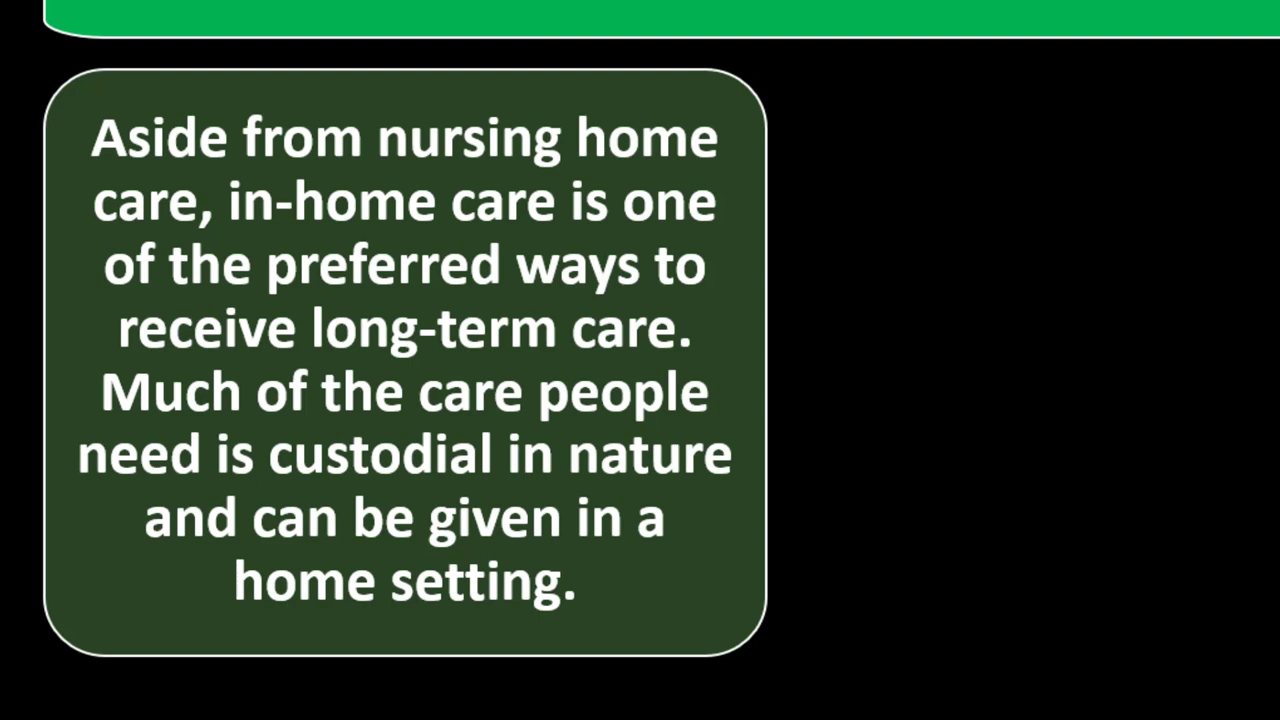 Aside from nursing home
care, in-home care is one
of the preferred ways to
receive long-term care.
Much of the care people
need is custodial in nature
and can be given in a
home setting.